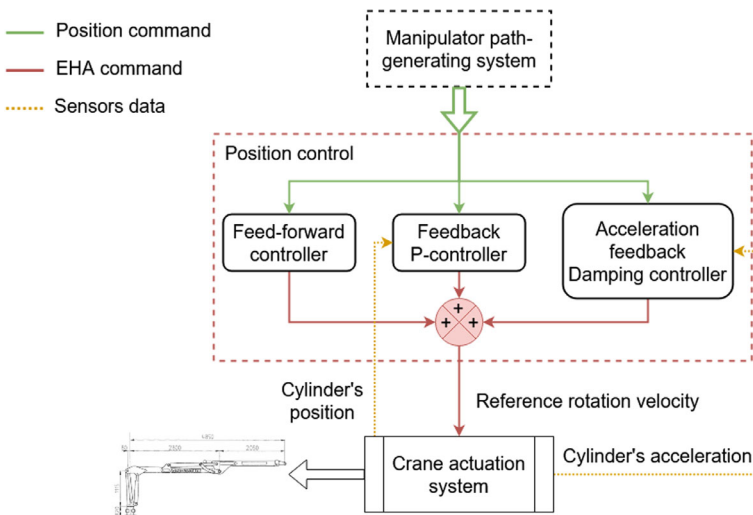 Position command
EHA command
Sensors data
Manipulator path-
generating system
Position control
Feed-forward
controller
Feedback
P-controller
Acceleration
feedback
Damping controller
+
+ +
Cylinder's
position
Reference rotation velocity
Crane actuation
system
Cylinder's acceleration